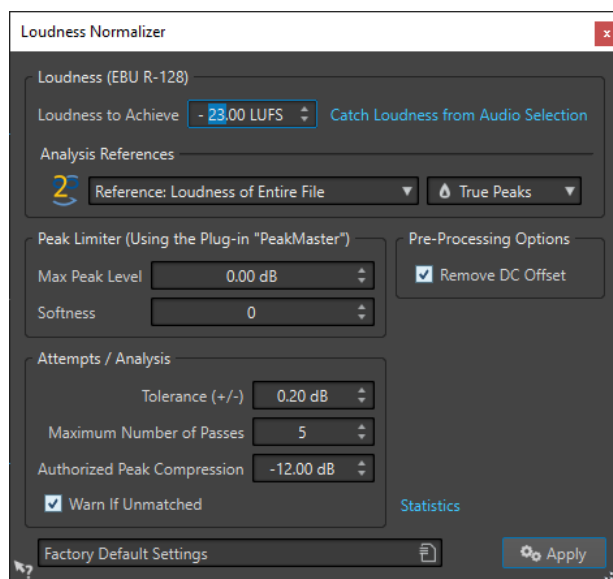 Loudness Normalizer
x
Loudness (EBU R-128)
Loudness to Achieve - 23.00 LUFS Catch Loudness from Audio Selection
Analysis References
2P Reference: Loudness of Entire File True Peaks
Peak Limiter (Using the Plug-in "PeakMaster") Pre-Processing Options
Max Peak Level 0.00 dB Remove DC Offset
Softness 0
Attempts / Analysis
Tolerance (+/-) 0.20 dB
Maximum Number of Passes 5
Authorized Peak Compression -12.00 dB
Warn If Unmatched Statistics
Factory Default Settings Apply
?